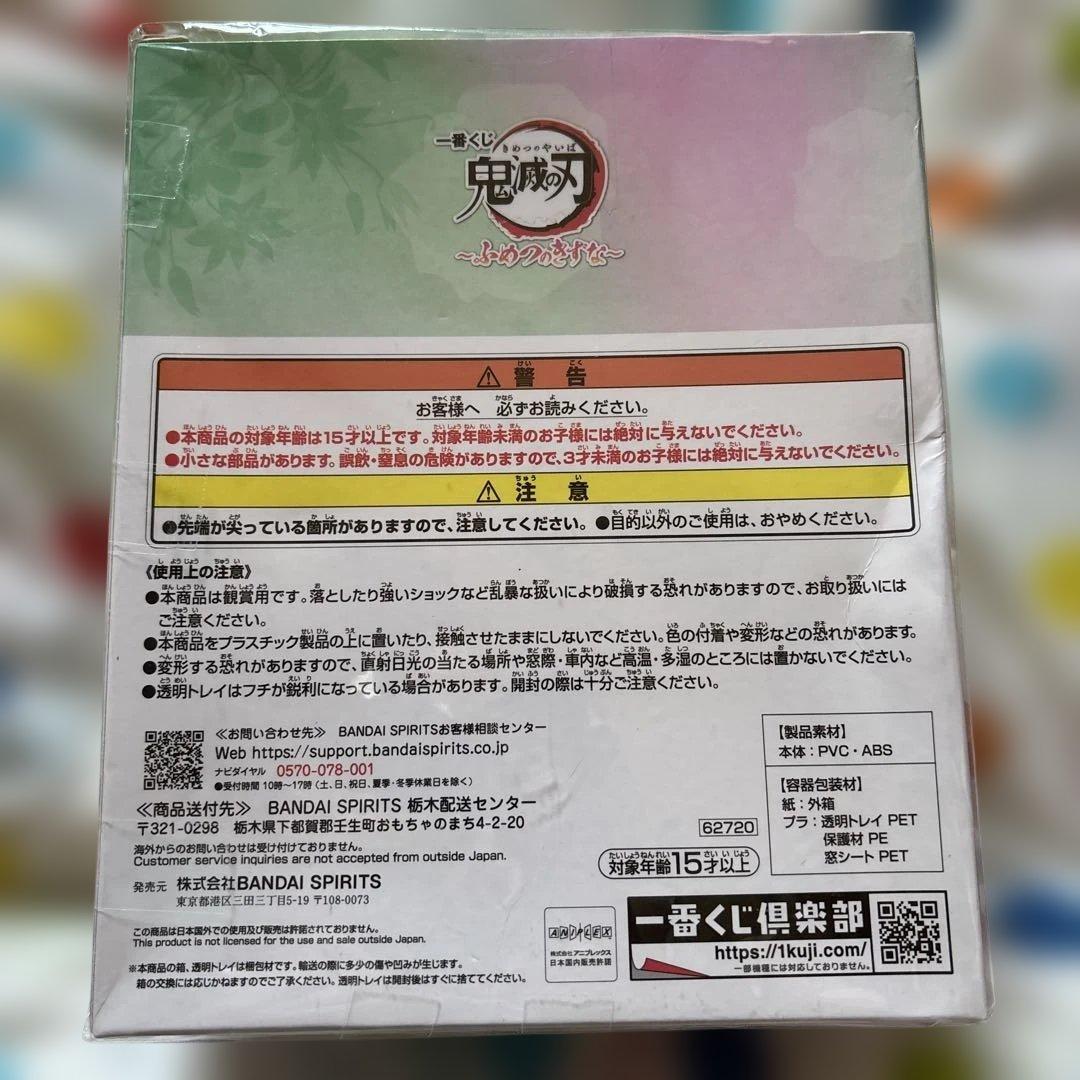 一番くじ
きめつのやいば
鬼滅の刃
～ふめつのきずな～
⚠警告
お客様へ 必ずお読みください。
●本商品の対象年齢は15才以上です。対象年齢未満のお子様には絶対に与えないでください。
●小さな部品があります。誤飲・窒息の危険がありますので、3才未満のお子様には絶対に与えないでください。
⚠注意
●先端が尖っている箇所がありますので、注意してください。●目的以外のご使用は、おやめください。
《使用上の注意》
●本商品は観賞用です。落としたり強いショックなど乱暴な扱いにより破損する恐れがありますので、お取り扱いには
ご注意ください。
●本商品をプラスチック製品の上に置いたり、接触させたままにしないでください。色の付着や変形などの恐れがあります。
●変形する恐れがありますので、直射日光の当たる場所や窓際・車内など高温・多湿のところには置かないでください。
●透明トレイはフチが鋭利になっている場合があります。開封の際は十分ご注意ください。
≪お問い合わせ先≫ BANDAI SPIRITSお客様相談センター
Web https://support.bandaispirits.co.jp
ナビダイヤル 0570-078-001
●受付時間 10時～17時(土、日、祝日、夏季・冬季休業日を除く)
≪商品送付先≫ BANDAI SPIRITS 栃木配送センター
〒321-0298 栃木県下都賀郡壬生町おもちゃのまち4-2-20
海外からのお問い合わせは受け付けておりません。
Customer service inquiries are not accepted from outside Japan.
発売元 株式会社BANDAI SPIRITS
東京都港区三田三丁目5-19 〒108-0073
この商品は日本国外での使用及び販売は許諾されておりません。
This product is not licensed for the use and sale outside Japan.
※本商品の箱、透明トレイは梱包材です。輸送の際に多少の傷や凹みが生じます。
箱の交換には応じかねますのでご了承ください。透明トレイは開封後はすぐに捨ててください。
【製品素材】
本体：PVC・ABS
【容器包装材】
紙：外箱
プラ：透明トレイ PET
保護材 PE
窓シート PET
62720
対象年齢15才以上
ANIPLEX
株式会社アニプレックス
日本国内販売許諾
一番くじ倶楽部
https://1kuji.com/
一部機種には対応しておりません。